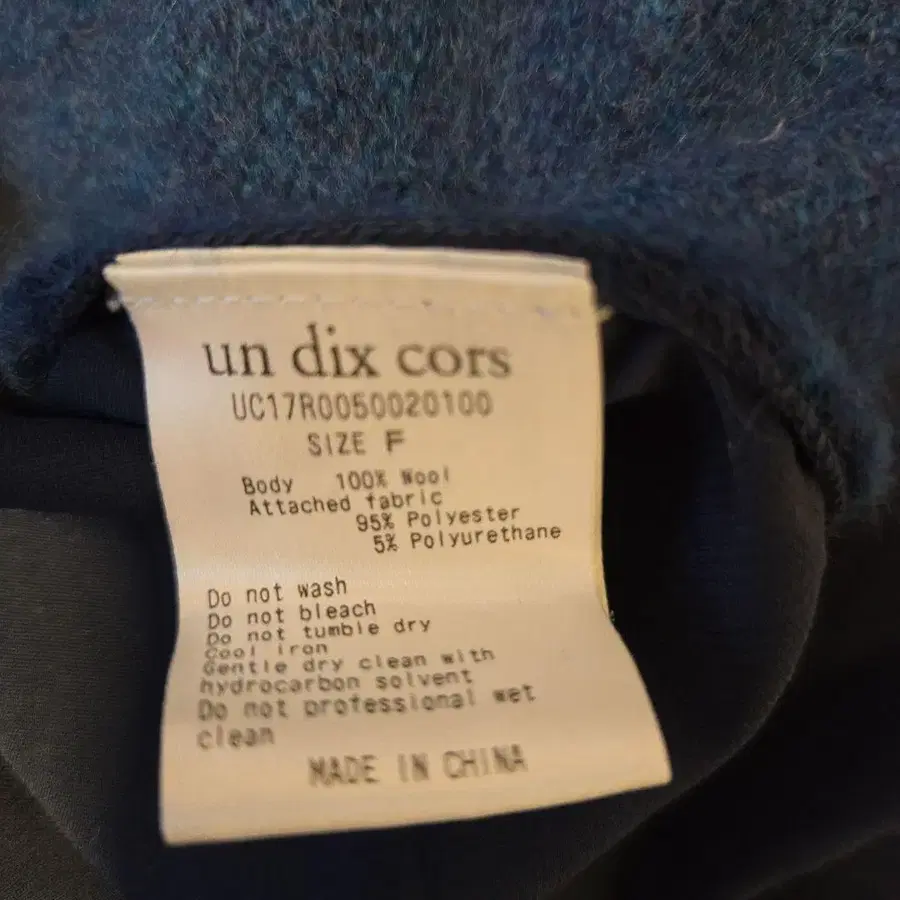 un dix cors
UC17R0050020100
SIZE F
Body 100% Wool
Attached fabric
95% Polyester
5% Polyurethane
Do not wash
Do not bleach
Do not tumble dry
Cool iron
Gentle dry clean with
hydrocarbon solvent
Do not professional wet
clean
MADE IN CHINA